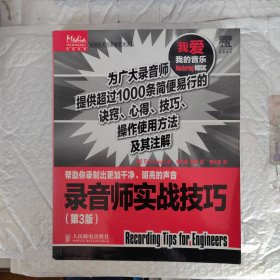 Media
我爱
我的音乐
Mastering MUSIC
为广大录音师
提供超过1000条简便易行的
诀窍、心得、技巧、
操作使用方法
及其注解
帮助你录制出更加干净、明亮的声音
录音师实战技巧
(第3版)
人民邮电出版社
Recording Tips for Engineers